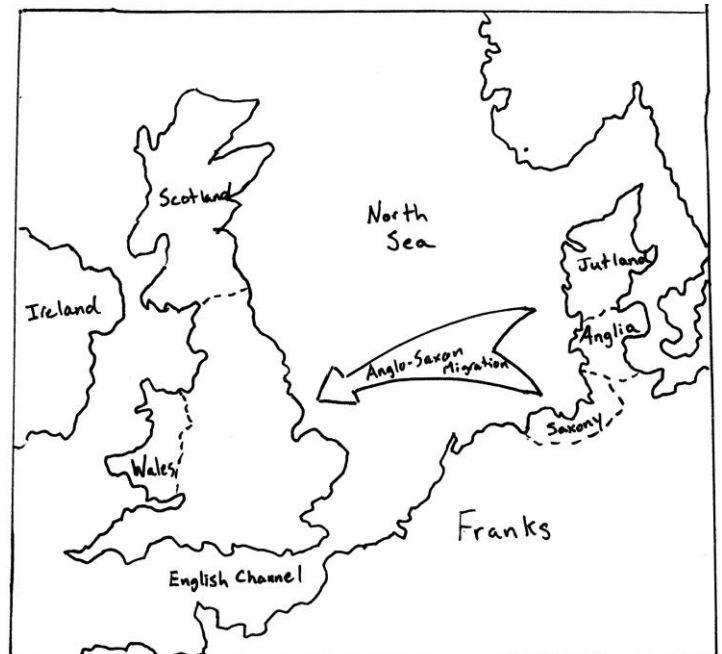 Scotland
North
Sea
Jutland
Ireland
Anglia
Anglo-Saxon
Migration
Saxony
Wales
Franks
English Channel